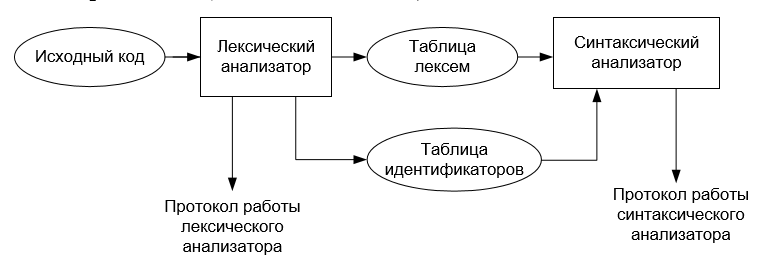 Исходный код
Лексический
анализатор
Таблица
лексем
Синтаксический
анализатор
Таблица
идентификаторов
Протокол работы
лексического
анализатора
Протокол работы
синтаксического
анализатора